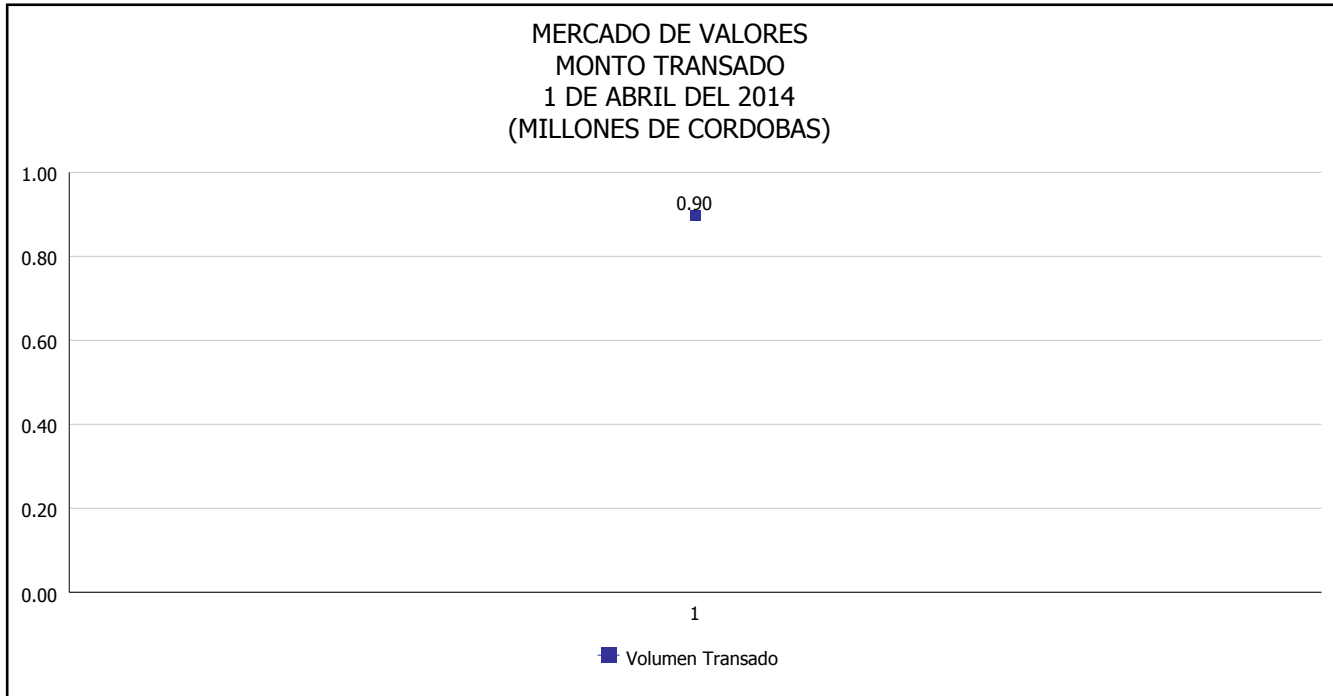 MERCADO DE VALORES
MONTO TRANSADO
1 DE ABRIL DEL 2014
(MILLONES DE CORDOBAS)
1.00
0.90
0.80
0.60
0.40
0.20
0.00
1
Volumen Transado